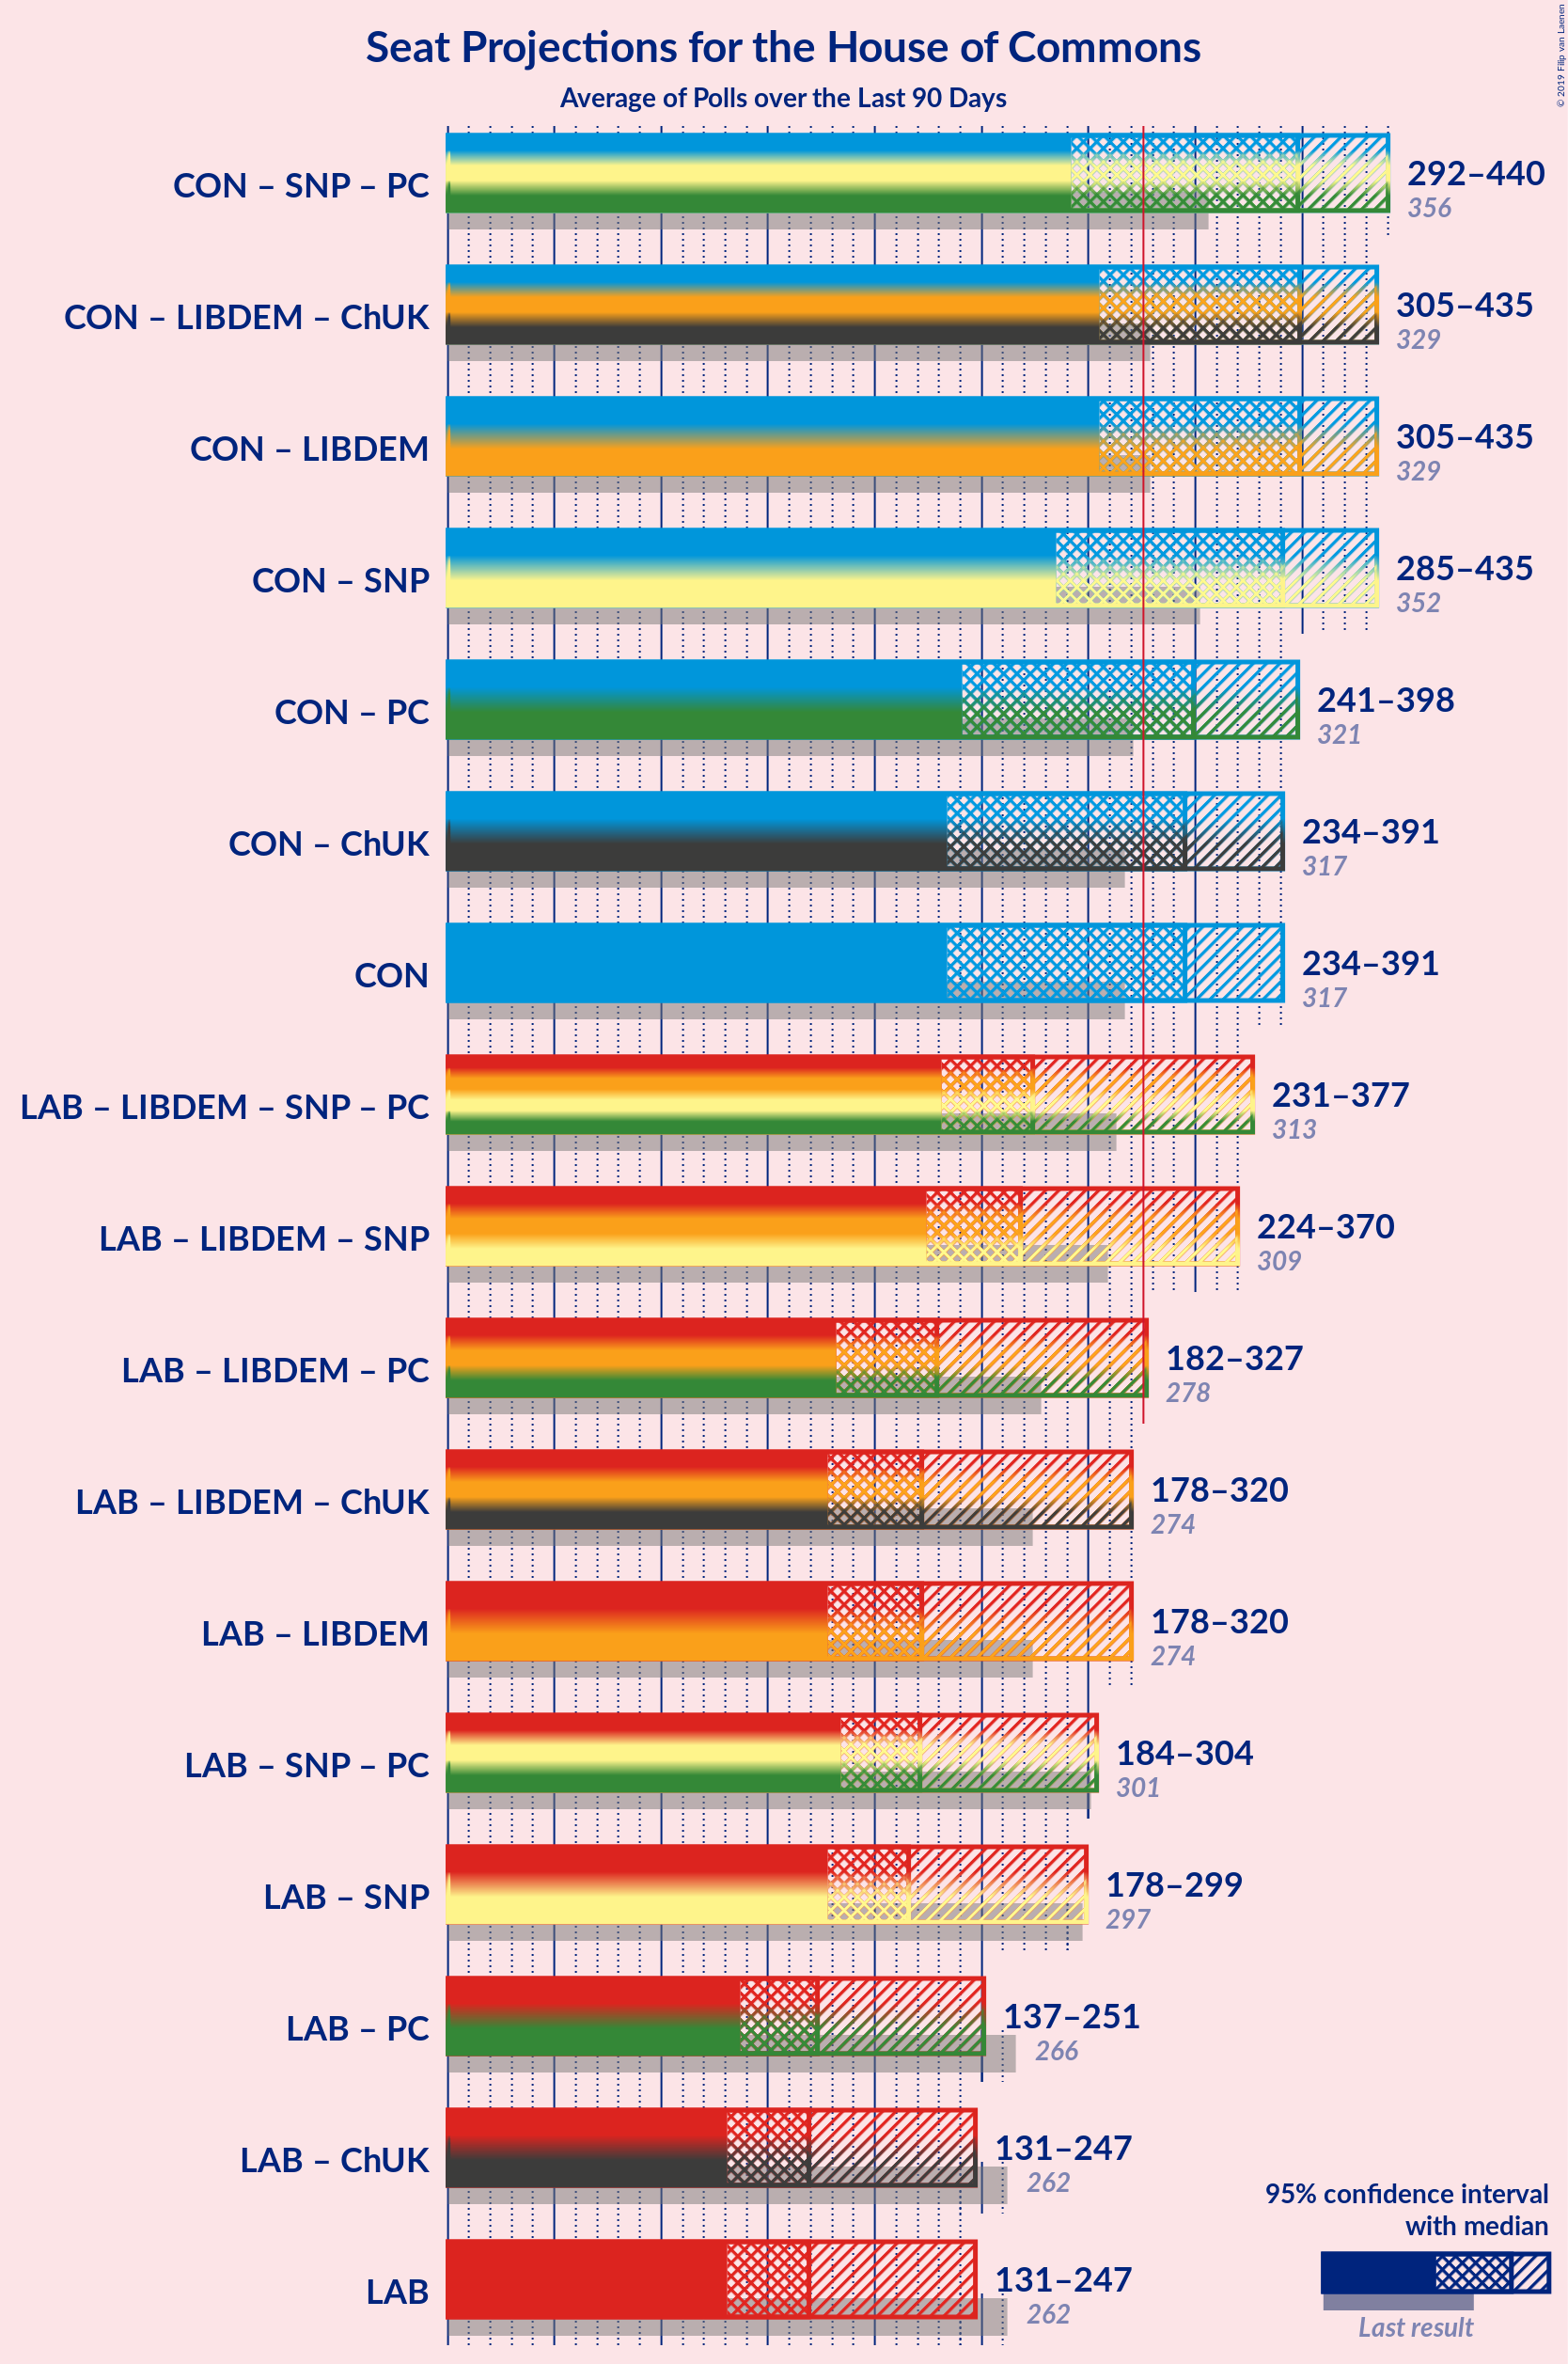 © 2019 Filip van Laenen
Seat Projections for the House of Commons
Average of Polls over the Last 90 Days
CON – SNP – PC
292–440
356
CON – LIBDEM – ChUK
305–435
329
CON – LIBDEM
305–435
329
CON – SNP
285–435
352
CON – PC
241–398
321
CON – ChUK
234–391
317
CON
234–391
317
LAB – LIBDEM – SNP – PC
231–377
313
LAB – LIBDEM – SNP
224–370
309
LAB – LIBDEM – PC
182–327
278
LAB – LIBDEM – ChUK
178–320
274
LAB – LIBDEM
178–320
274
LAB – SNP – PC
184–304
301
LAB – SNP
178–299
297
LAB – PC
137–251
266
LAB – ChUK
131–247
262
LAB
131–247
262
95% confidence interval
with median
Last result